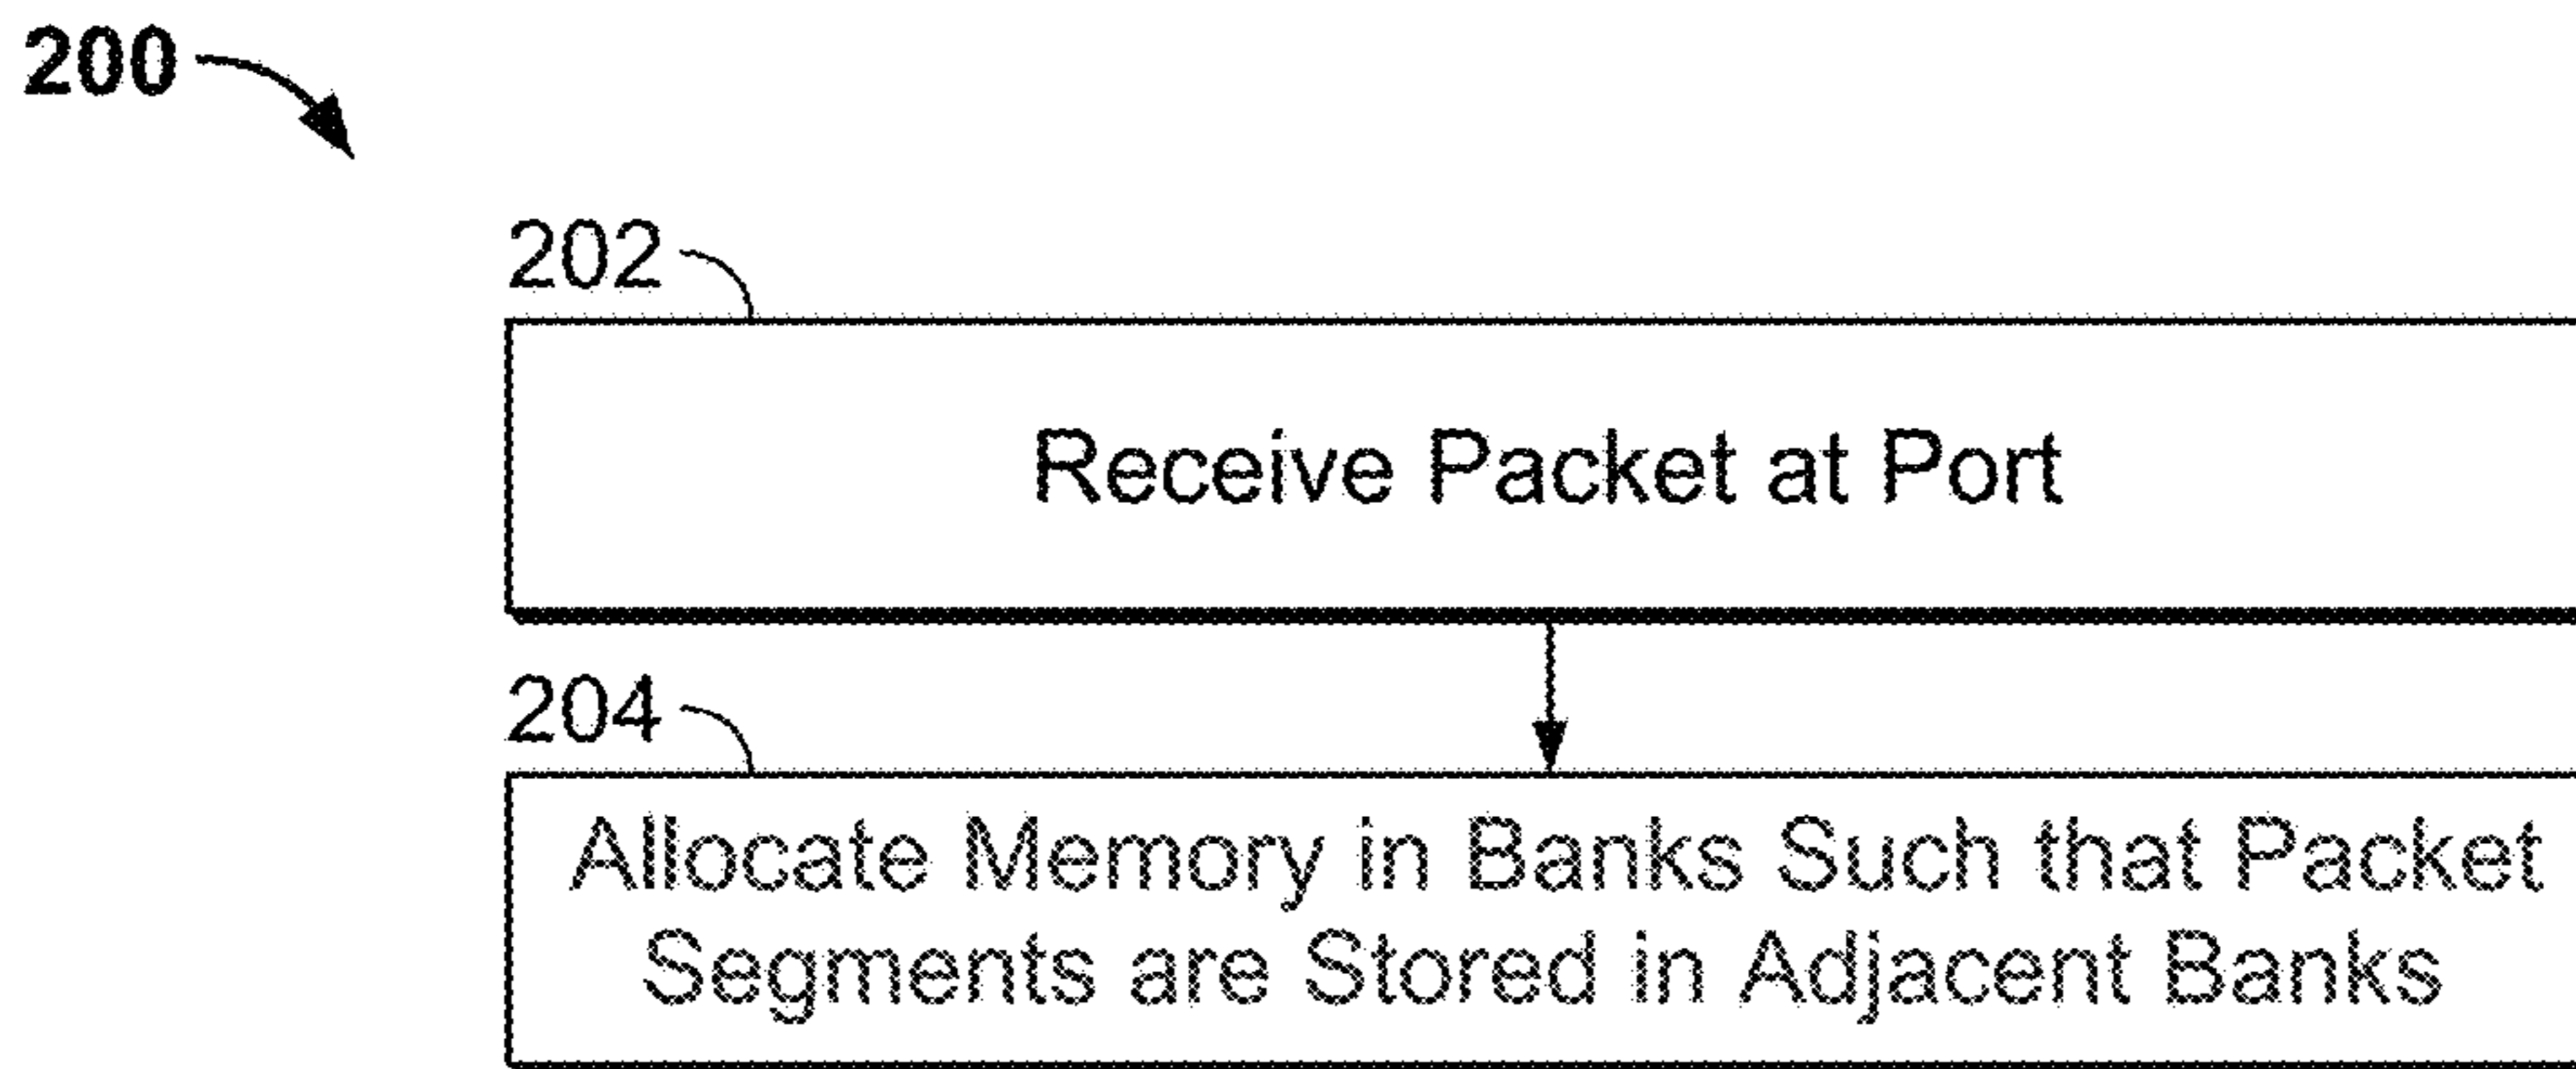 200
202
Receive Packet at Port
204
Allocate Memory in Banks Such that Packet
Segments are Stored in Adjacent Banks